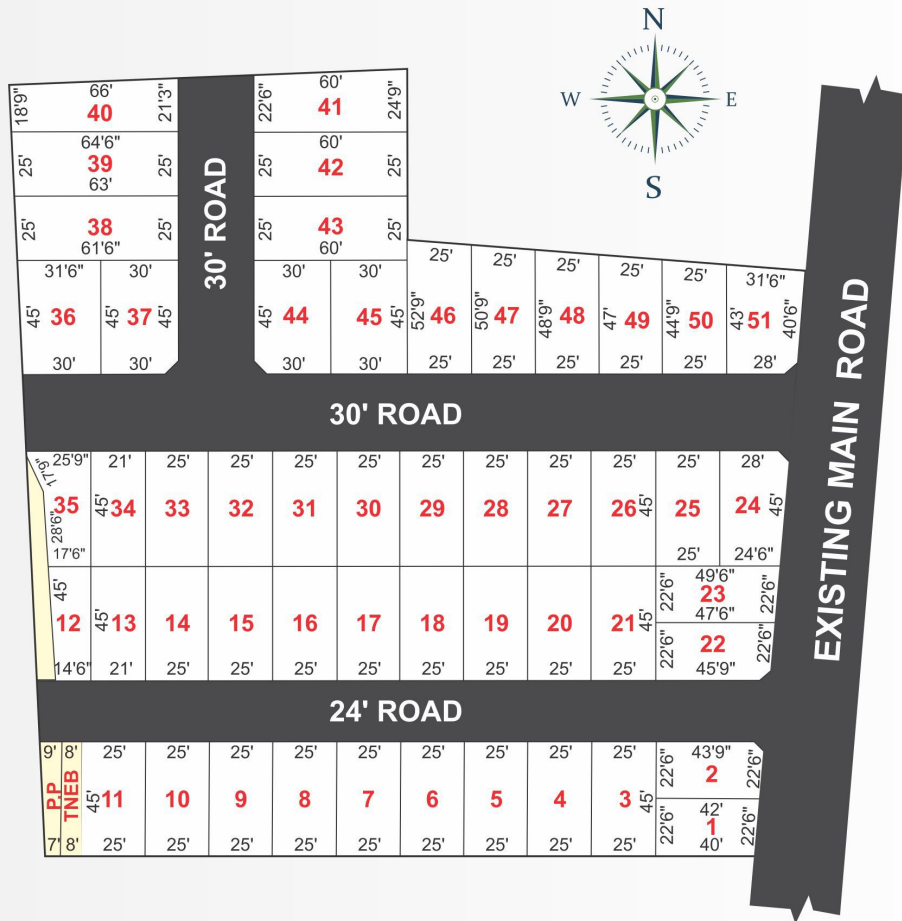 N
W E
S
66'
18'9" 40 21'3"
64'6"
25' 39 25'
63'
25' 38 25'
61'6"
31'6" 30'
45' 36 45' 37 45'
30' 30'
30' ROAD
60'
22'6" 41 24'9"
60'
25' 42 25'
25' 43 25'
60'
30' 30'
45' 44 45 45'
30' 30'
25' 25' 25' 25' 25' 31'6"
52'9" 46 50'9" 47 48'9" 48 47' 49 44'9" 50 43' 51 40'6"
25' 25' 25' 25' 25' 28'
30' ROAD
EXISTING MAIN ROAD
17'9" 25'9" 21' 25' 25' 25' 25' 25' 25' 25' 25' 25' 28'
28'6" 35 45' 34 33 32 31 30 29 28 27 26 45' 25 24 45'
17'6" 25' 24'6"
49'6"
22'6" 23 22'6"
47'6"
45' 12 45' 13 14 15 16 17 18 19 20 21 45' 22'6" 22 22'6"
14'6" 21' 25' 25' 25' 25' 25' 25' 25' 25' 45'9"
24' ROAD
9' 8' 25' 25' 25' 25' 25' 25' 25' 25' 25' 43'9"
22'6" 2 22'6"
P.P TNEB 45' 11 10 9 8 7 6 5 4 3 45'
42'
22'6" 1 22'6"
7' 8' 25' 25' 25' 25' 25' 25' 25' 25' 25' 40'